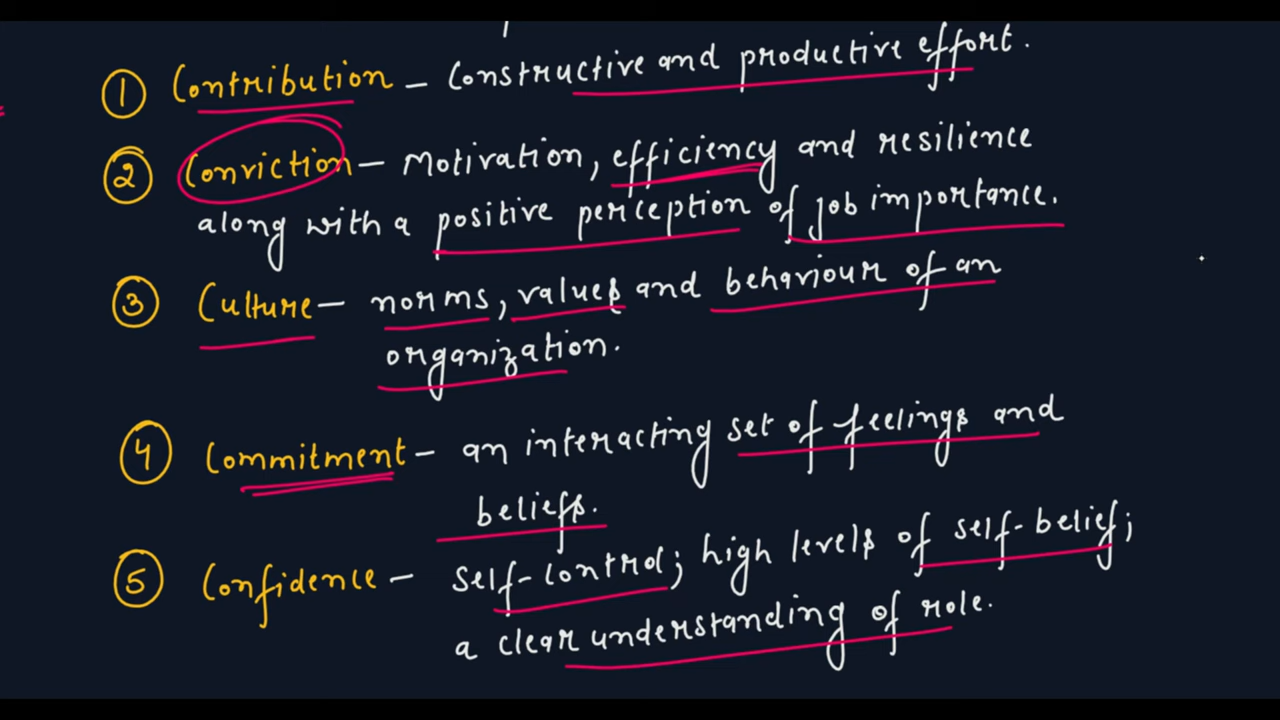 ① Contribution – Constructive and productive effort.
② Conviction – Motivation, efficiency and resilience
along with a positive perception of job importance.
③ Culture – norms, values and behaviour of an
organization.
④ Commitment – an interacting set of feelings and
beliefs.
⑤ Confidence – self-control; high levels of self-belief;
a clear understanding of role.